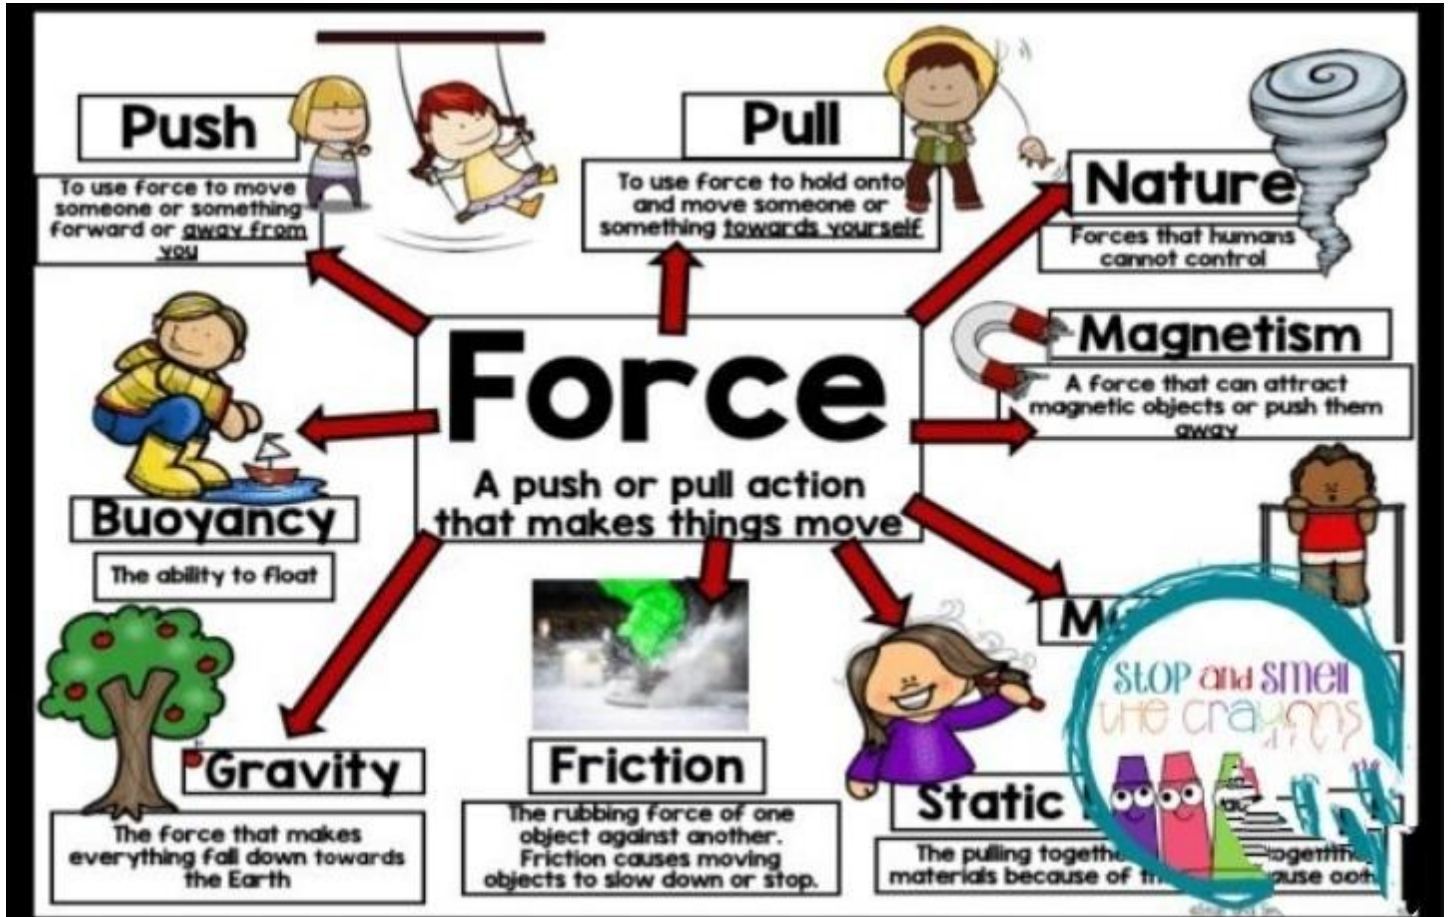 Push
To use force to move
someone or something
forward or away from
you
Pull
To use force to hold onto
and move someone or
something towards yourself
Nature
Forces that humans
cannot control
Magnetism
A force that can attract
magnetic objects or push them
away
Force
A push or pull action
that makes things move
Buoyancy
The ability to float
Gravity
The force that makes
everything fall down towards
the Earth
Friction
The rubbing force of one
object against another.
Friction causes moving
objects to slow down or stop.
Static
The pulling
materials because of
STOP and SMELL
THE CRAYONS